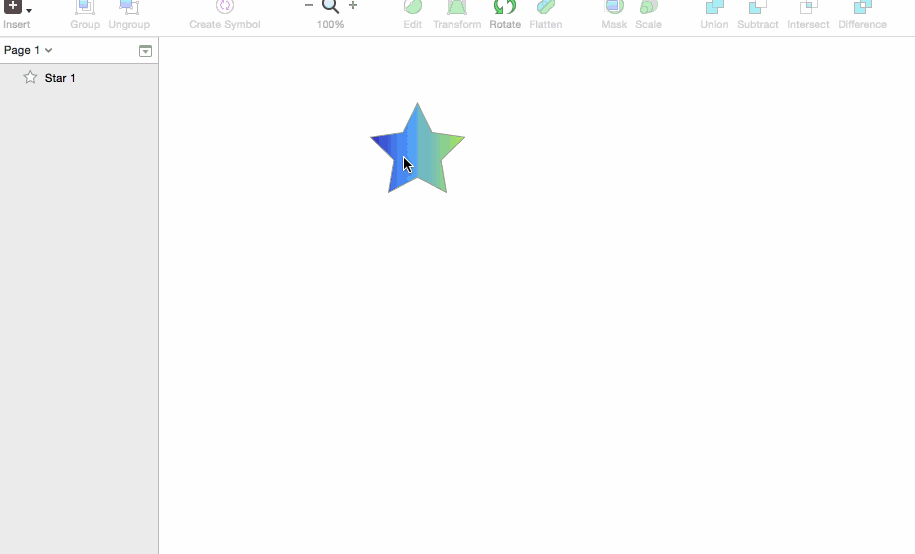 Insert Group Ungroup Create Symbol 100% Edit Transform Rotate Flatten Mask Scale Union Subtract Intersect Difference
Page 1
Star 1